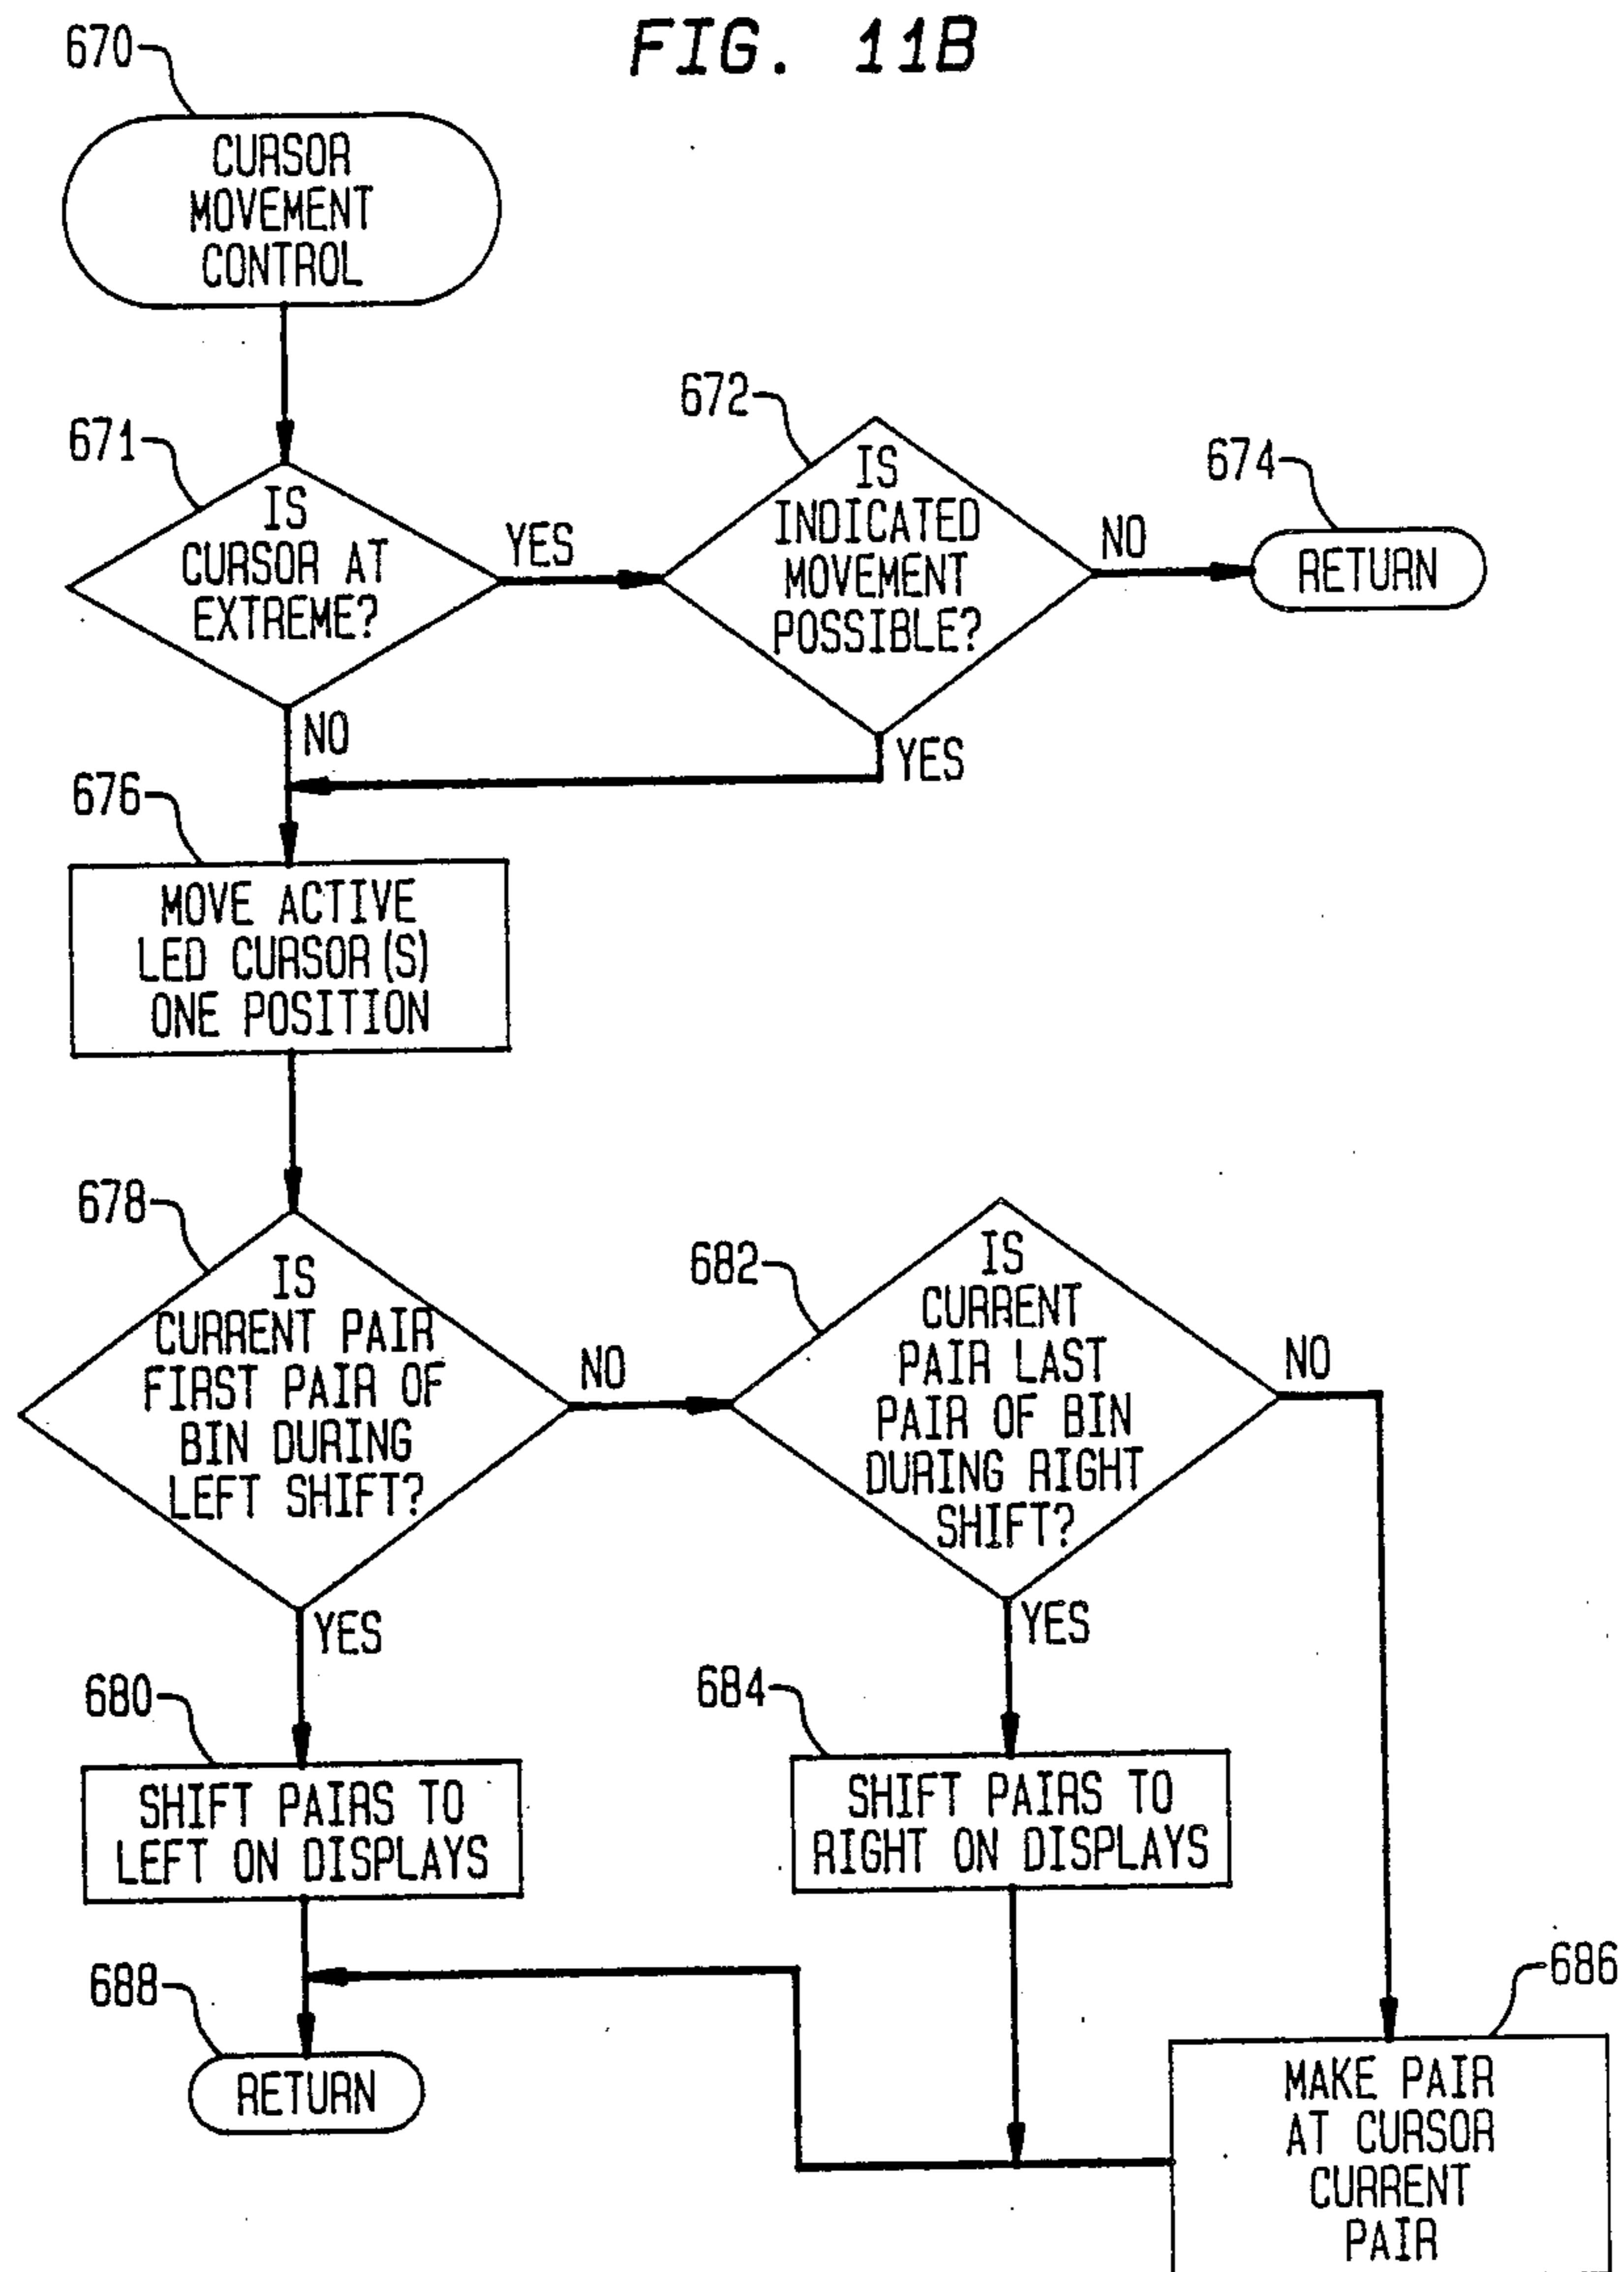 FIG. 11B
670
CURSOR
MOVEMENT
CONTROL
671
IS
CURSOR AT
EXTREME?
YES
672
IS
INDICATED
MOVEMENT
POSSIBLE?
NO
674
RETURN
NO
YES
676
MOVE ACTIVE
LED CURSOR(S)
ONE POSITION
678
IS
CURRENT PAIR
FIRST PAIR OF
BIN DURING
LEFT SHIFT?
NO
682
IS
CURRENT
PAIR LAST
PAIR OF BIN
DURING RIGHT
SHIFT?
NO
YES
YES
680
SHIFT PAIRS TO
LEFT ON DISPLAYS
684
SHIFT PAIRS TO
RIGHT ON DISPLAYS
686
MAKE PAIR
AT CURSOR
CURRENT
PAIR
688
RETURN